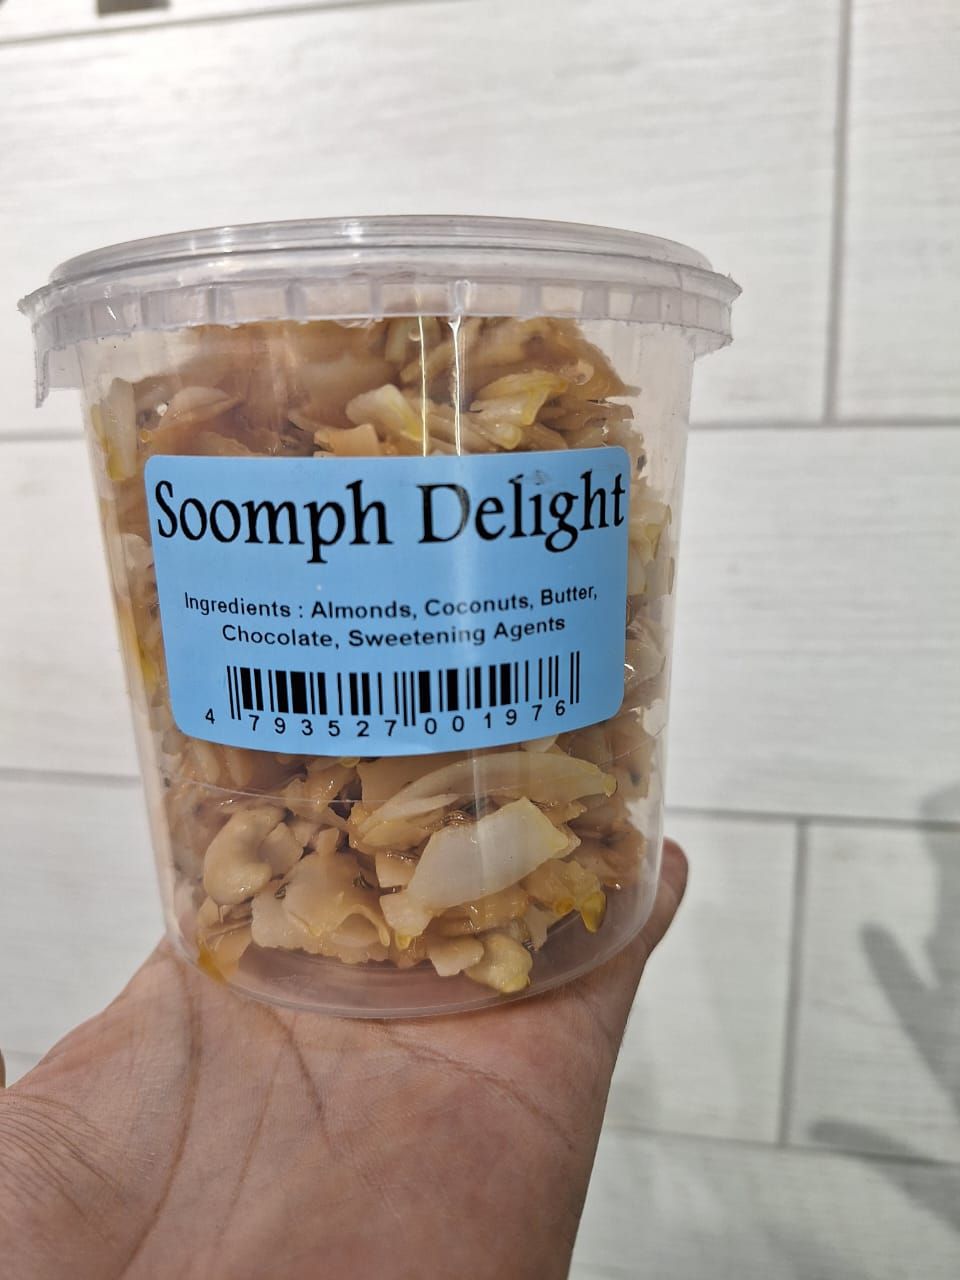 Soomph Delight
Ingredients : Almonds, Coconuts, Butter,
Chocolate, Sweetening Agents
4 793527 001976